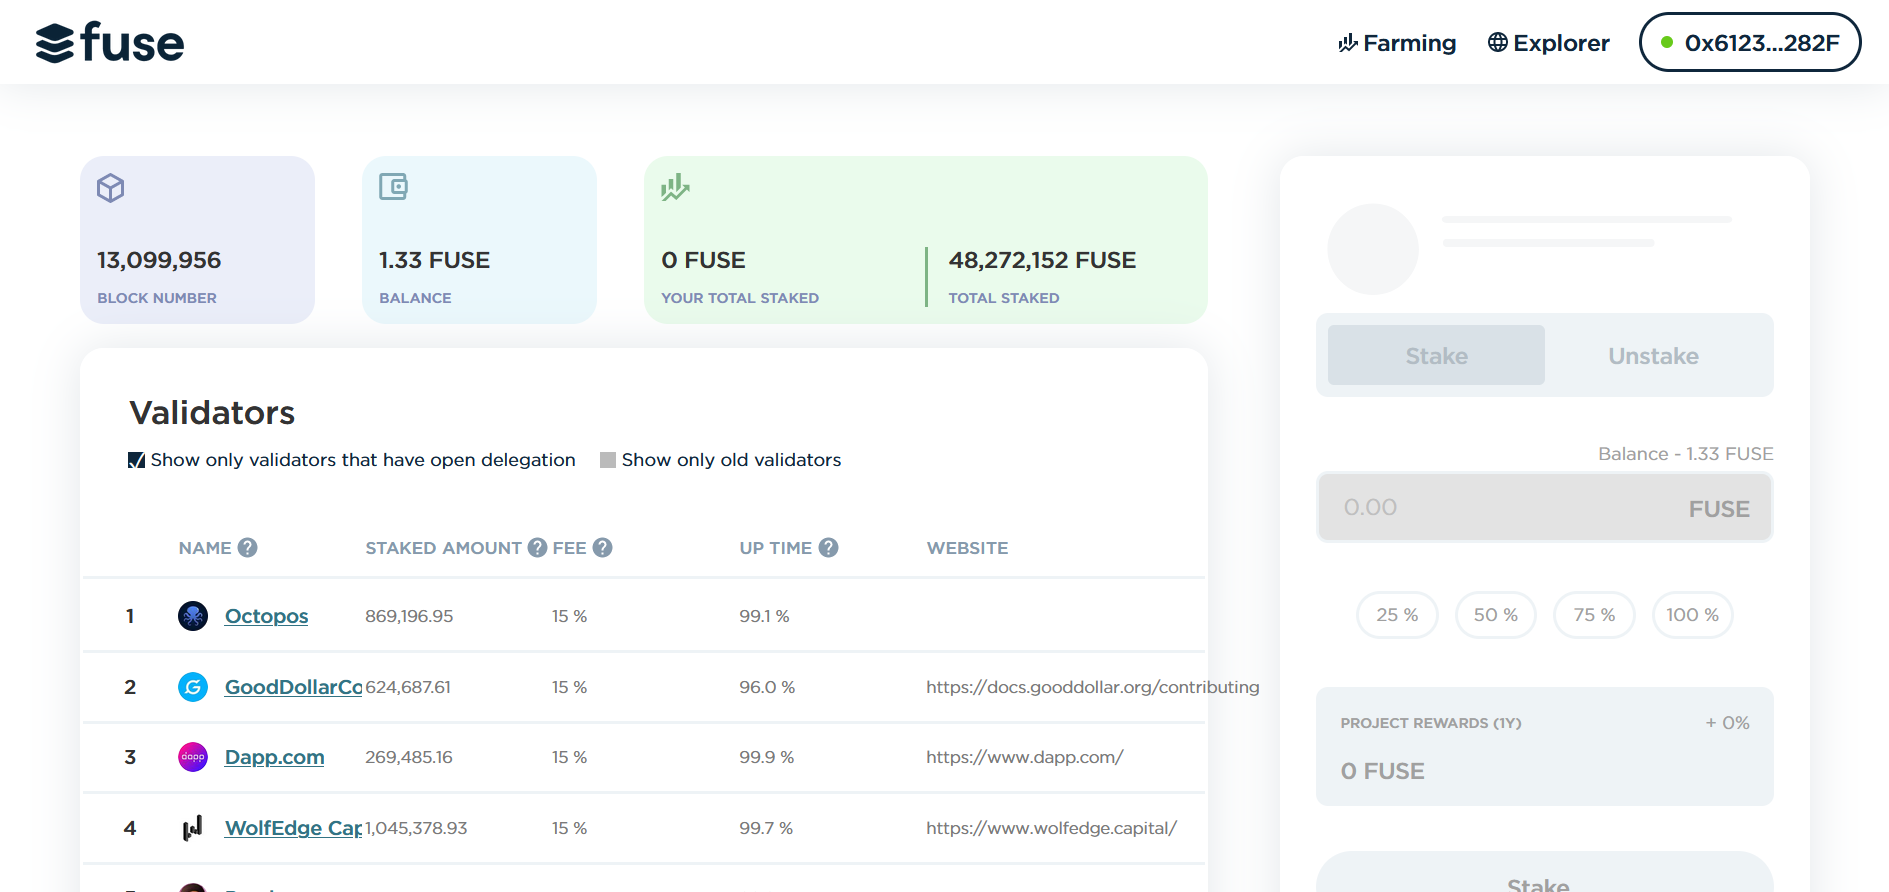 fuse
Farming
Explorer
0x6123...282F
13,099,956
BLOCK NUMBER
1.33 FUSE
BALANCE
0 FUSE
YOUR TOTAL STAKED
48,272,152 FUSE
TOTAL STAKED
Validators
Show only validators that have open delegation
Show only old validators
NAME ? STAKED AMOUNT ? FEE ? UP TIME ? WEBSITE
1 Octopos 869,196.95 15 % 99.1 %
2 GoodDollarCo 624,687.61 15 % 96.0 % https://docs.gooddollar.org/contributing
3 dapp Dapp.com 269,485.16 15 % 99.9 % https://www.dapp.com/
4 WolfEdge Cap 1,045,378.93 15 % 99.7 % https://www.wolfedge.capital/
Stake
Unstake
Balance - 1.33 FUSE
0.00 FUSE
25 % 50 % 75 % 100 %
PROJECT REWARDS (1Y) + 0%
0 FUSE
Stake